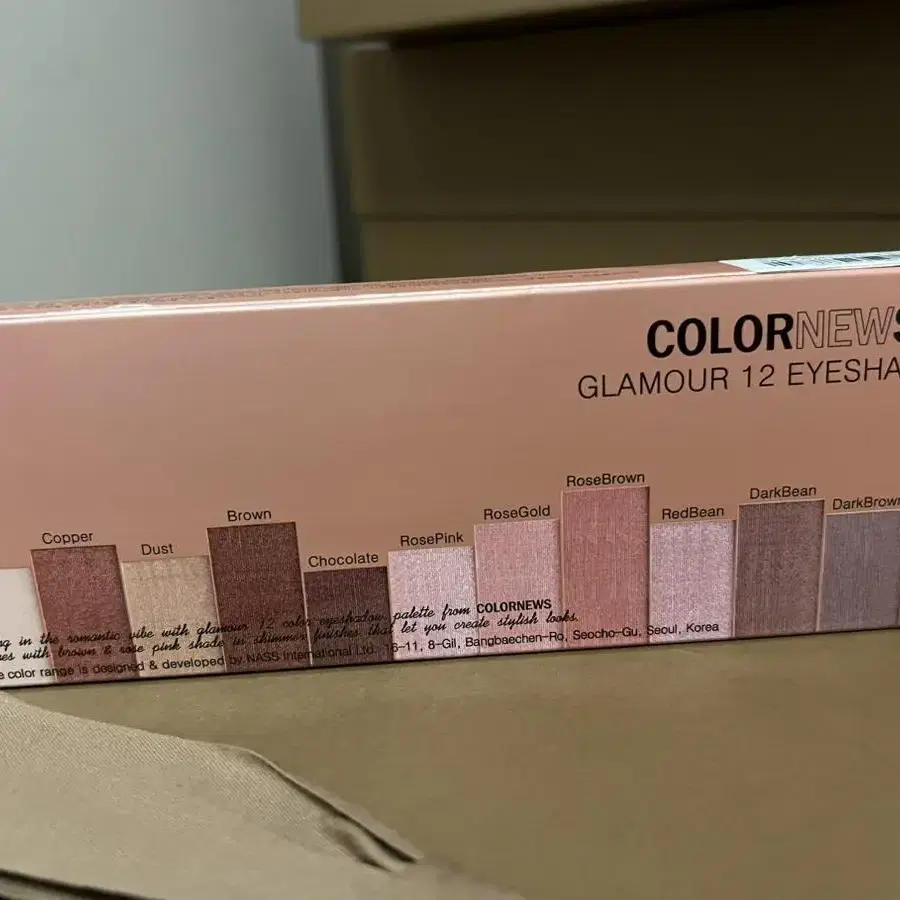 COLORNEWS
GLAMOUR 12 EYESHA
Copper
Dust
Brown
Chocolate
RosePink
RoseGold
RoseBrown
RedBean
DarkBean
DarkBrown
ng in the romantic vibe with glamour 12 color eyeshadow palette from COLORNEWS
es with brown & rose pink shade in shimmer finishes that let you create stylish looks.
e color range is designed & developed by NASS International Ltd. 16-11, 8-Gil, Bangbaechen-Ro, Seocho-Gu, Seoul, Korea